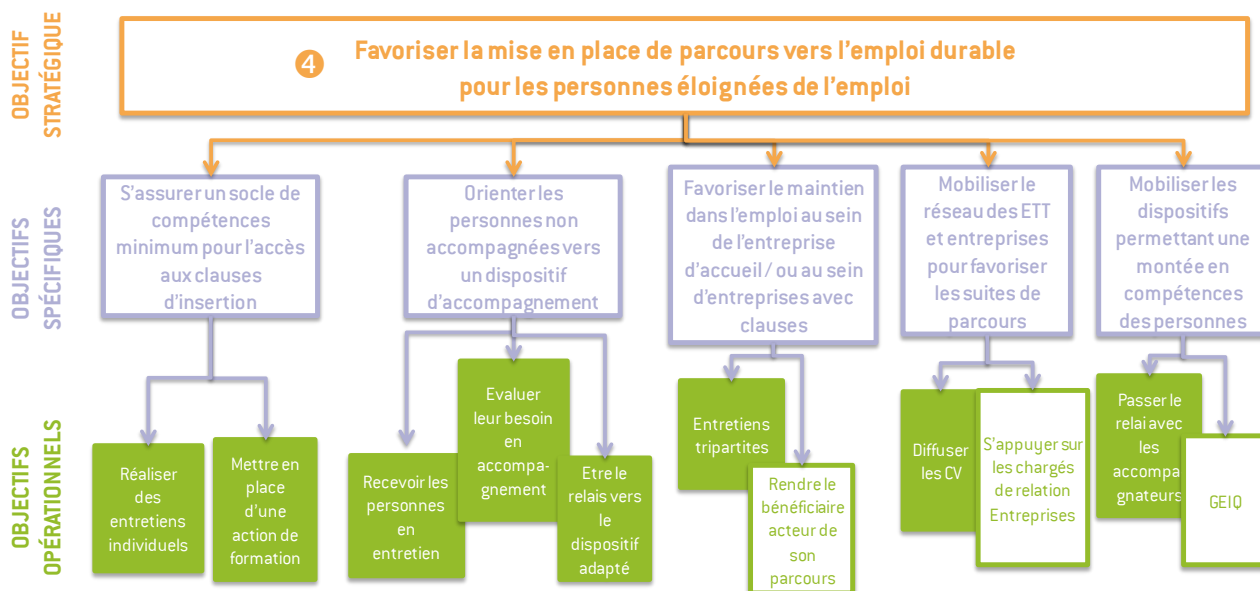 OBJECTIF
STRATÉGIQUE
4
Favoriser la mise en place de parcours vers l'emploi durable
pour les personnes éloignées de l'emploi
OBJECTIFS
SPÉCIFIQUES
S'assurer un socle de
compétences
minimum pour l'accès
aux clauses
d'insertion
Orienter les
personnes non
accompagnées vers
un dispositif
d'accompagnement
Favoriser le maintien
dans l'emploi au sein
de l'entreprise
d'accueil / ou au sein
d'entreprises avec
clauses
Mobiliser le
réseau des ETT
et entreprises
pour favoriser
les suites de
parcours
Mobiliser les
dispositifs
permettant une
montée en
compétences
des personnes
OBJECTIFS
OPÉRATIONNELS
Réaliser
des
entretiens
individuels
Mettre en
place
d'une
action de
formation
Recevoir les
personnes
en
entretien
Evaluer
leur besoin
en
accompa-
gnement
Etre le
relais vers
le
dispositif
adapté
Entretiens
tripartites
Rendre le
bénéficiaire
acteur de
son
parcours
Diffuser
les CV
S'appuyer sur
les chargés
de relation
Entreprises
Passer le
relai avec
les
accompa
gnateurs
GEIQ